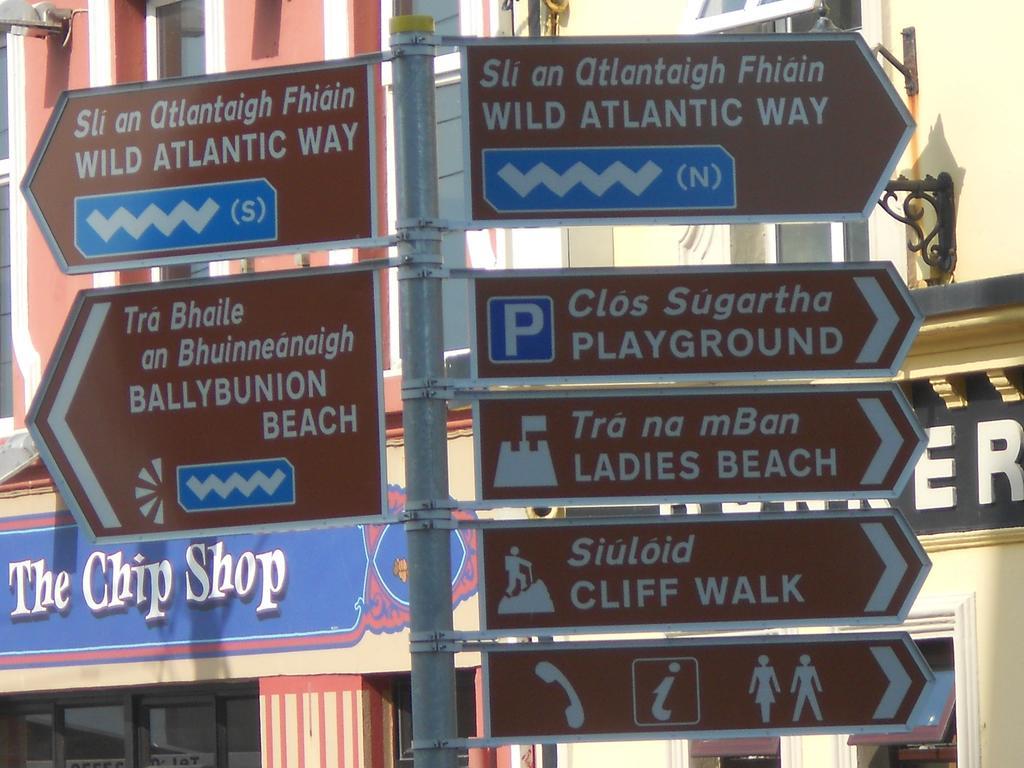 Slí an Atlantaigh Fhiáin
WILD ATLANTIC WAY
(S)
Trá Bhaile
an Bhuinneánaigh
BALLYBUNION
BEACH
Slí an Atlantaigh Fhiáin
WILD ATLANTIC WAY
(N)
P
Clós Súgartha
PLAYGROUND
Trá na mBan
LADIES BEACH
Siúlóid
CLIFF WALK
i
The Chip Shop
ER